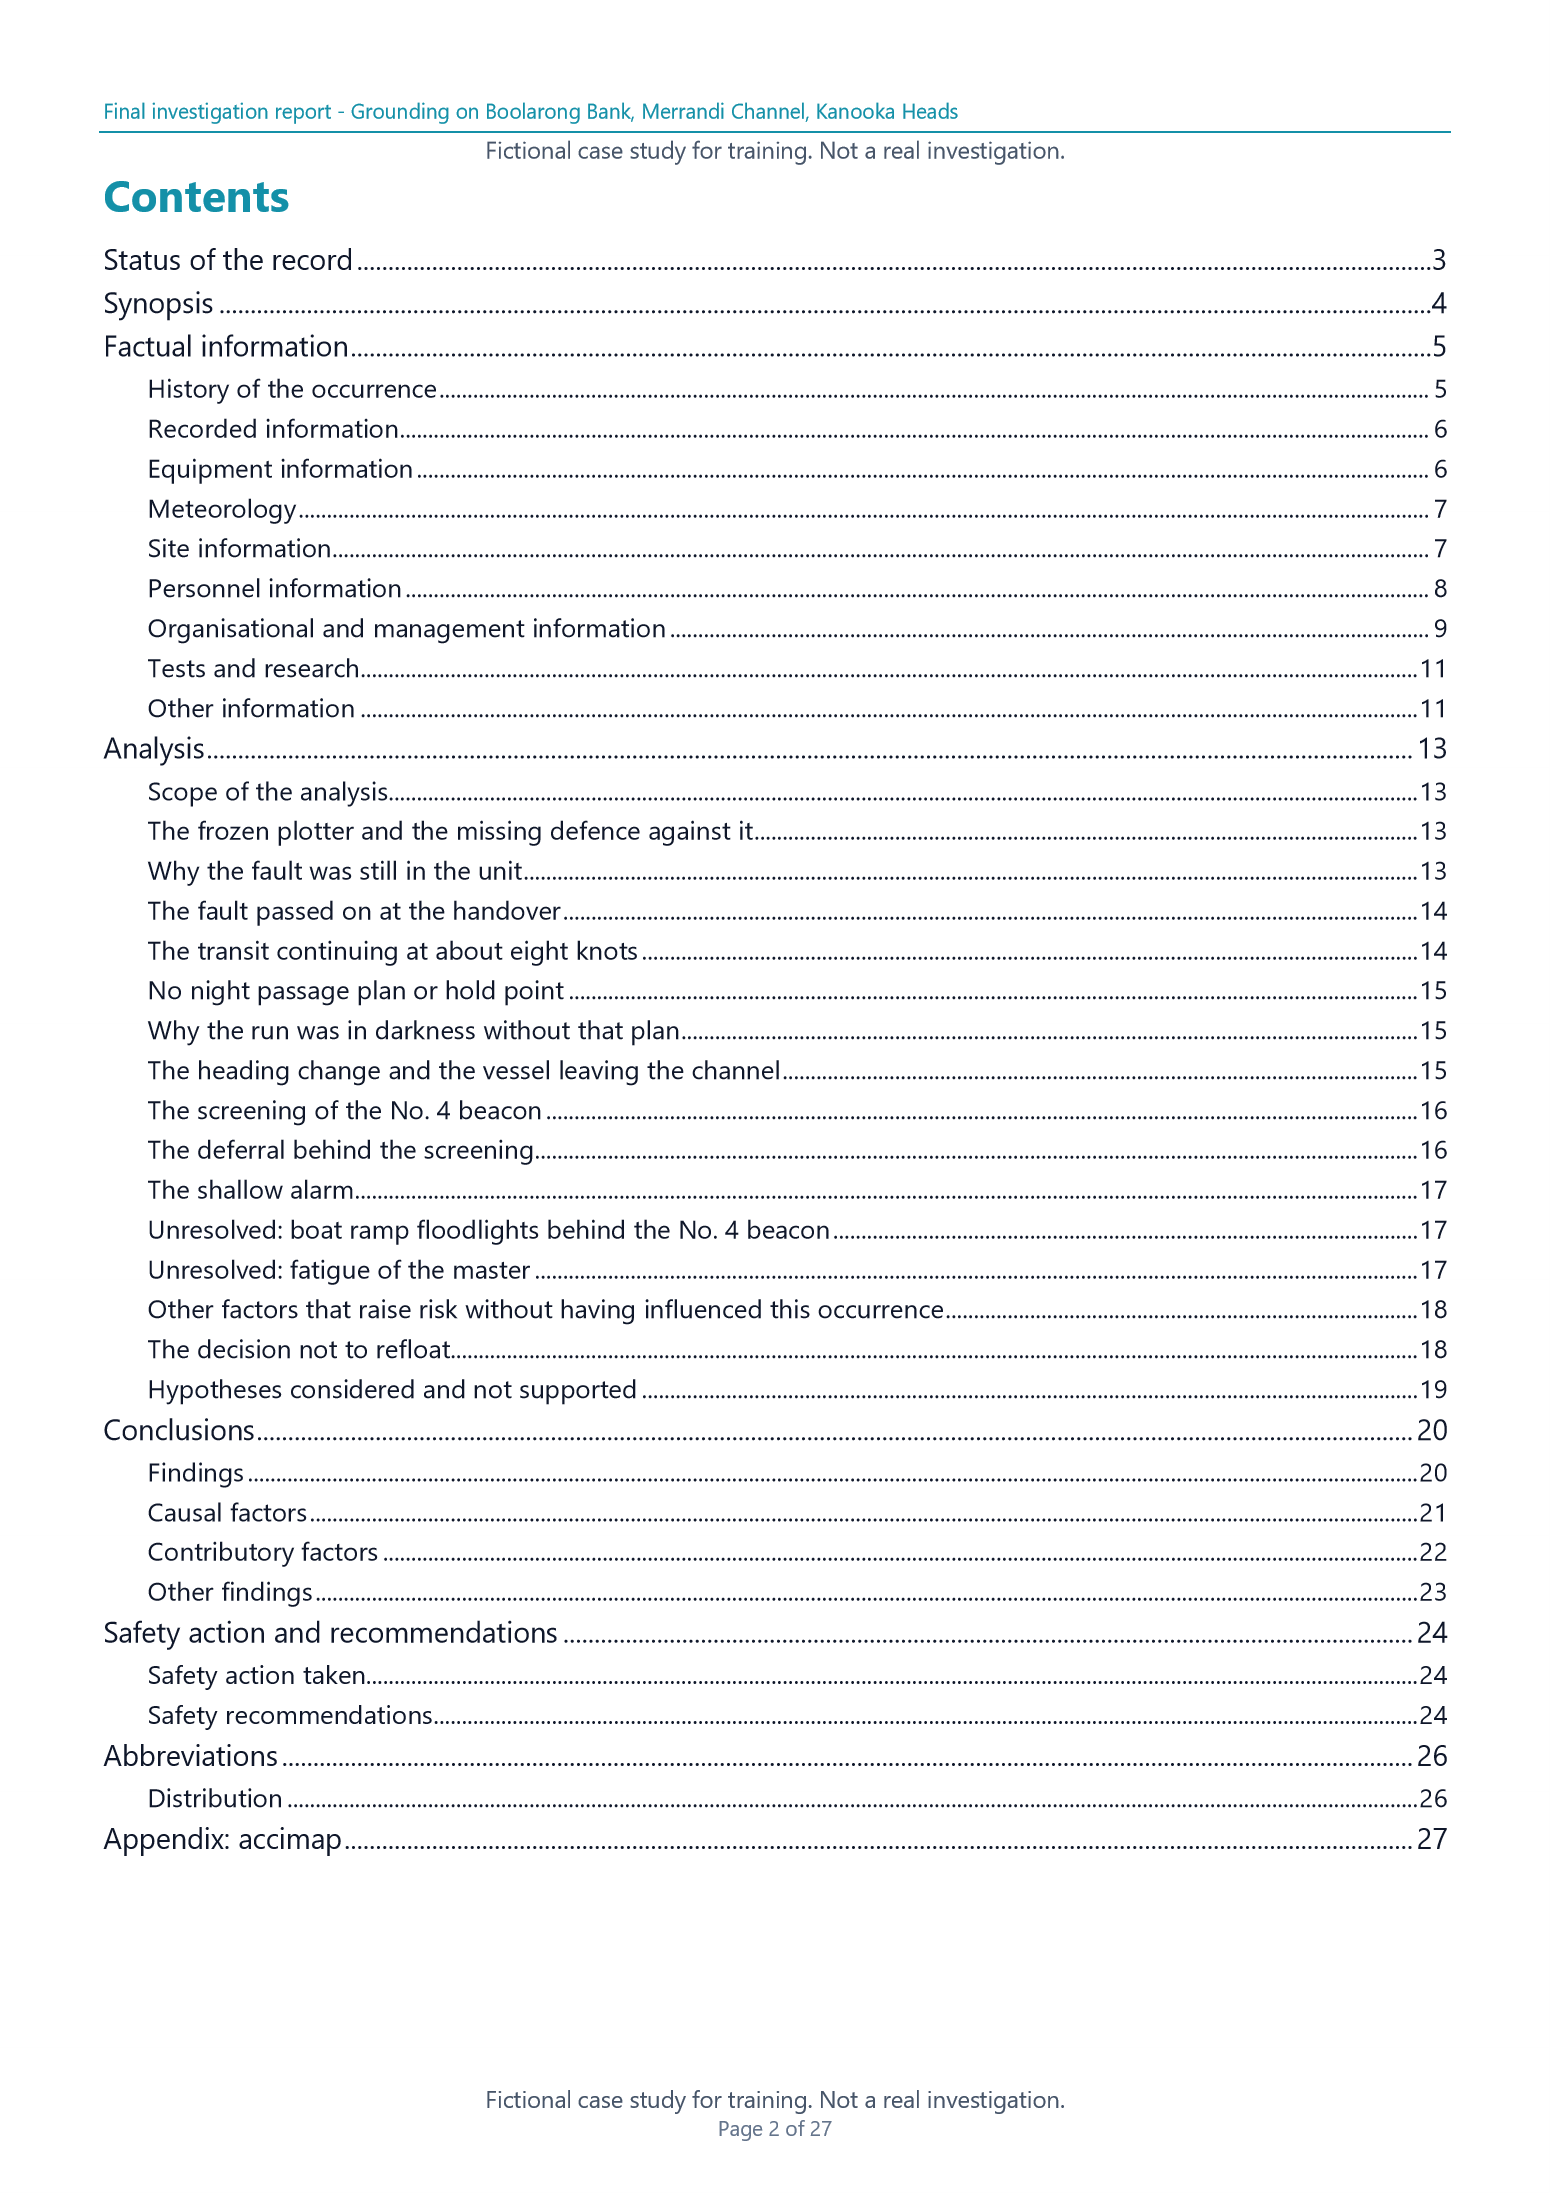 Final investigation report - Grounding on Boolarong Bank, Merrandi Channel, Kanooka Heads
Fictional case study for training. Not a real investigation.
Contents
Status of the record 3
Synopsis 4
Factual information 5
History of the occurrence 5
Recorded information 6
Equipment information 6
Meteorology 7
Site information 7
Personnel information 8
Organisational and management information 9
Tests and research 11
Other information 11
Analysis 13
Scope of the analysis 13
The frozen plotter and the missing defence against it 13
Why the fault was still in the unit 13
The fault passed on at the handover 14
The transit continuing at about eight knots 14
No night passage plan or hold point 15
Why the run was in darkness without that plan 15
The heading change and the vessel leaving the channel 15
The screening of the No. 4 beacon 16
The deferral behind the screening 16
The shallow alarm 17
Unresolved: boat ramp floodlights behind the No. 4 beacon 17
Unresolved: fatigue of the master 17
Other factors that raise risk without having influenced this occurrence 18
The decision not to refloat 18
Hypotheses considered and not supported 19
Conclusions 20
Findings 20
Causal factors 21
Contributory factors 22
Other findings 23
Safety action and recommendations 24
Safety action taken 24
Safety recommendations 24
Abbreviations 26
Distribution 26
Appendix: accimap 27
Fictional case study for training. Not a real investigation.
Page 2 of 27